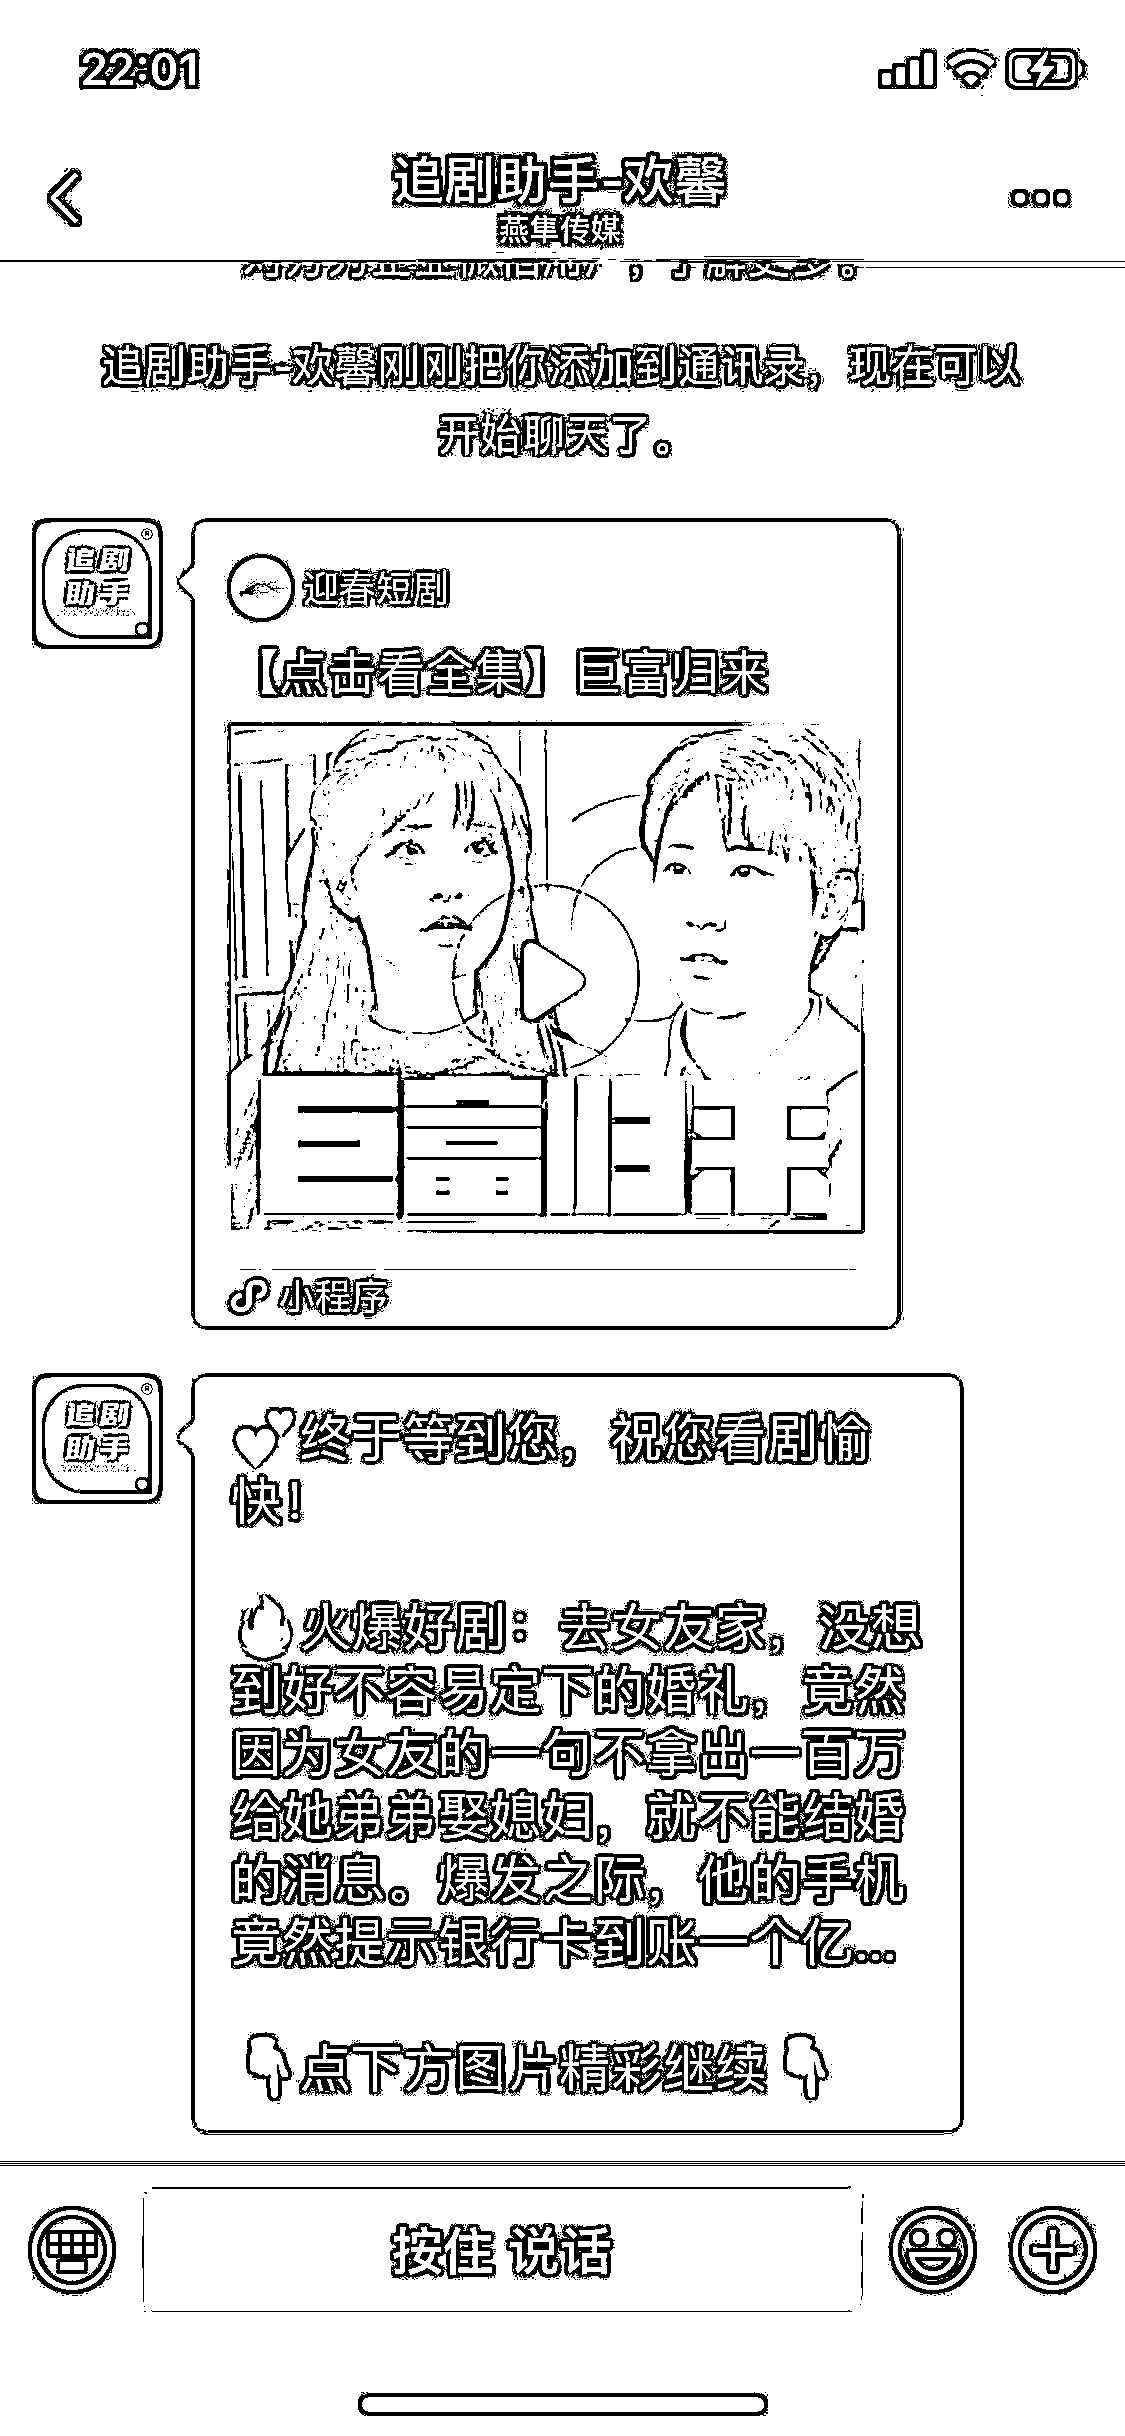 22:01
追剧助手-欢馨
燕隼传媒
追剧助手-欢馨刚刚把你添加到通讯录，现在可以
开始聊天了。
追剧
助手
迎春短剧
【点击看全集】巨富归来
小程序
追剧
助手
💕终于等到您，祝您看剧愉
快！
🔥火爆好剧：去女友家，没想
到好不容易定下的婚礼，竟然
因为女友的一句不拿出一百万
给她弟弟娶媳妇，就不能结婚
的消息。爆发之际，他的手机
竟然提示银行卡到账一个亿...
👇点下方图片精彩继续👇
按住 说话